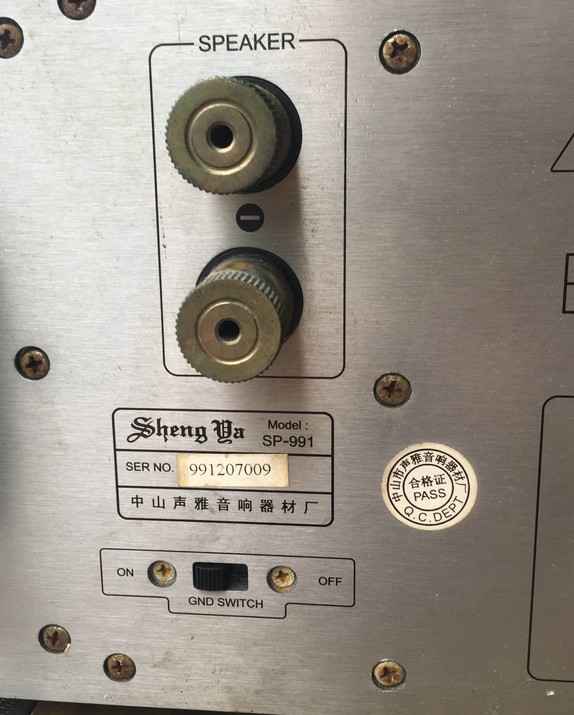 SPEAKER
Sheng Ya
Model :
SP-991
SER NO. 991207009
中山声雅音响器材厂
ON
OFF
GND SWITCH
中山市声雅音响器材厂
合格证
PASS
Q.C.DEPT